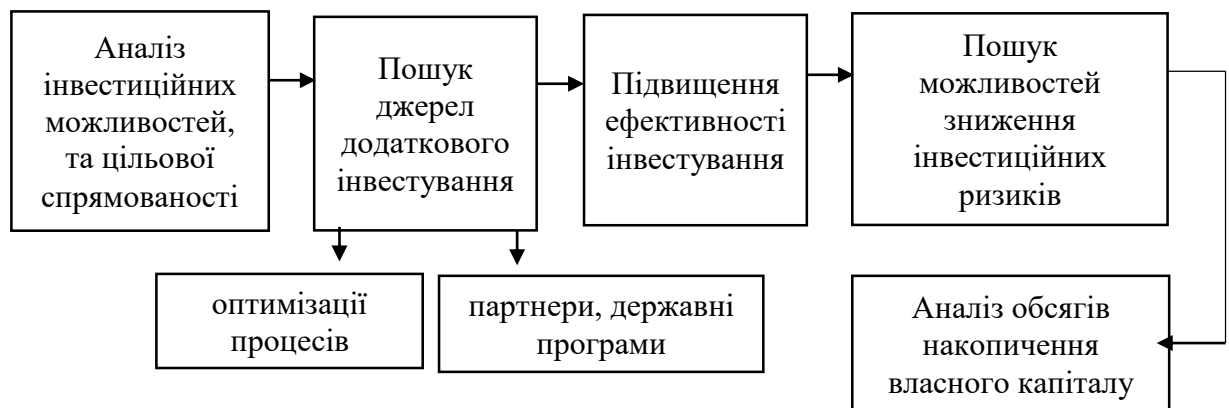 Аналіз
інвестиційних
можливостей,
та цільової
спрямованості
Пошук
джерел
додаткового
інвестування
Підвищення
ефективності
інвестування
Пошук
можливостей
зниження
інвестиційних
ризиків
оптимізації
процесів
партнери, державні
програми
Аналіз обсягів
накопичення
власного капіталу